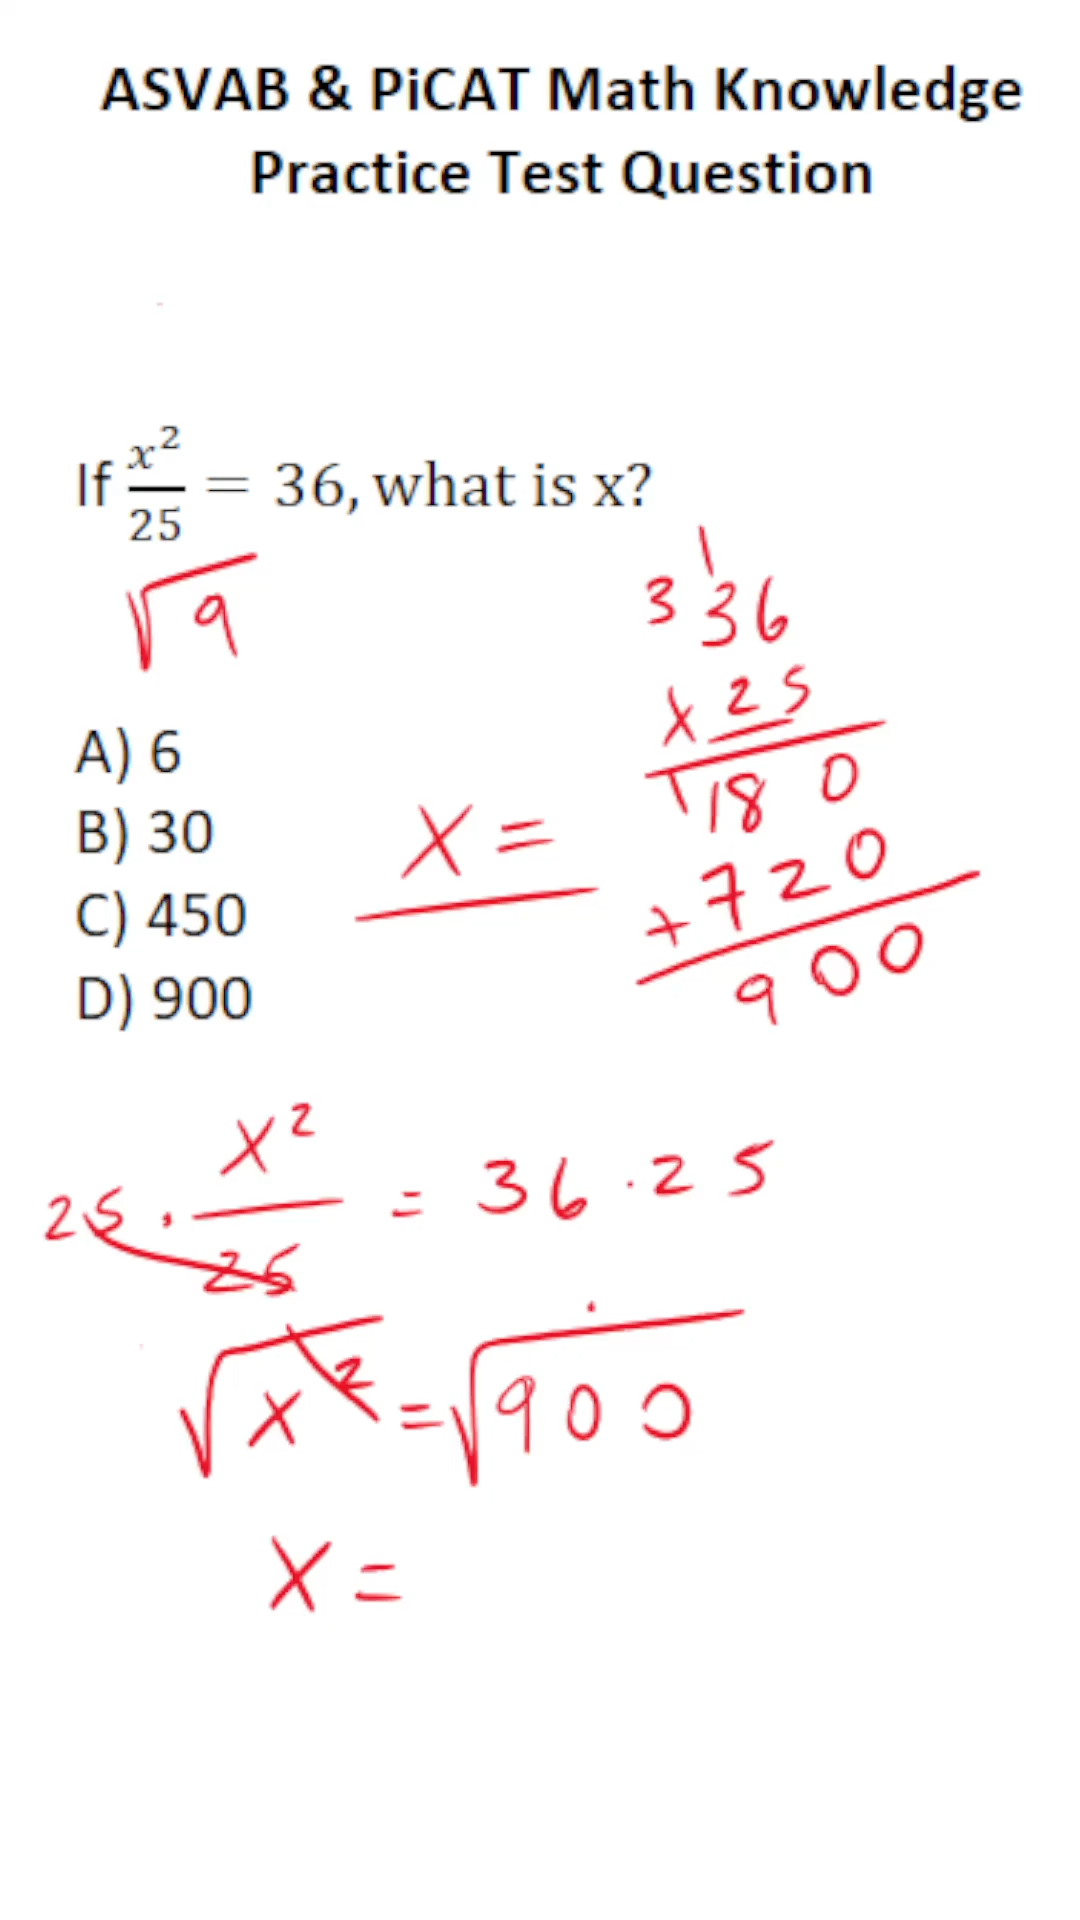 ASVAB & PiCAT Math Knowledge
Practice Test Question
If x²/25 = 36, what is x?
√9
3 1
36
x 25
180
+ 720
900
A) 6
B) 30
C) 450
D) 900
x =
25 · x²/25 = 36 · 25
√x² = √900
x =